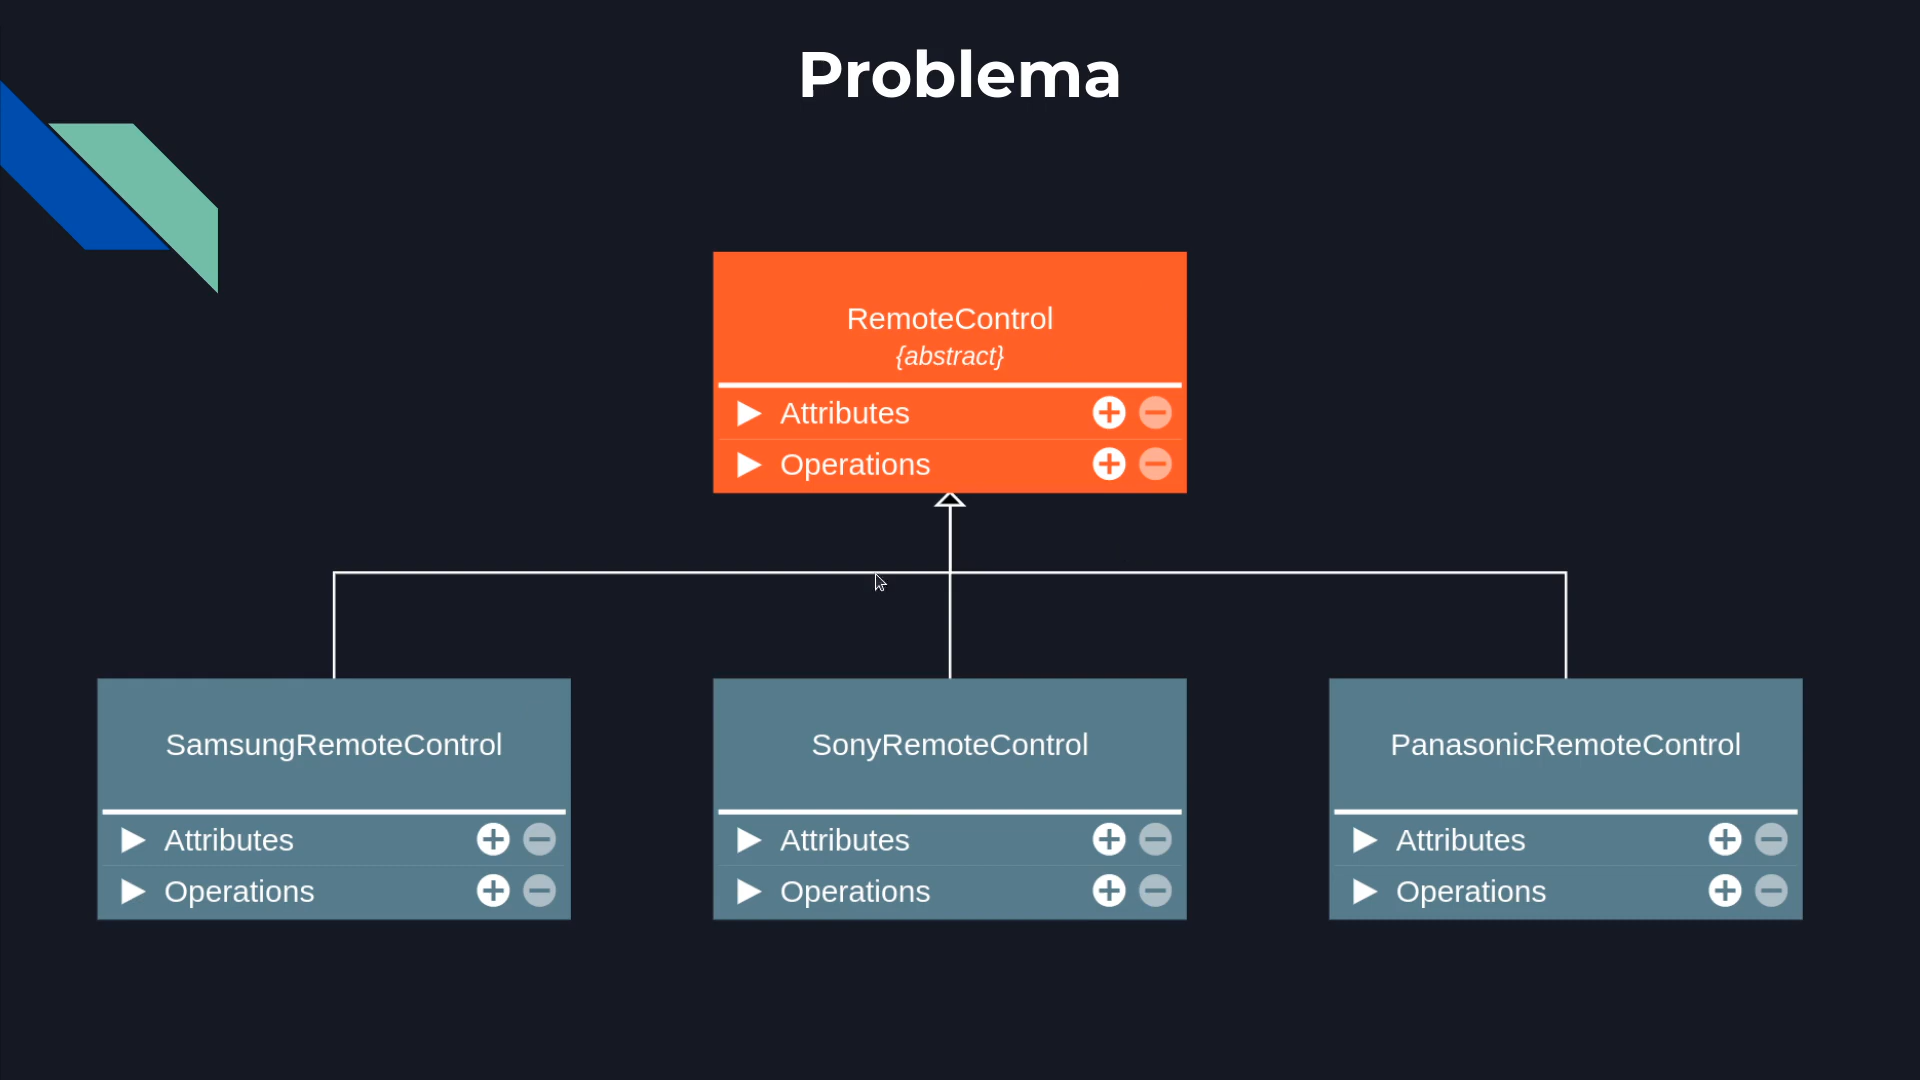 Problema
RemoteControl
{abstract}
Attributes
Operations
SamsungRemoteControl
Attributes
Operations
SonyRemoteControl
Attributes
Operations
PanasonicRemoteControl
Attributes
Operations